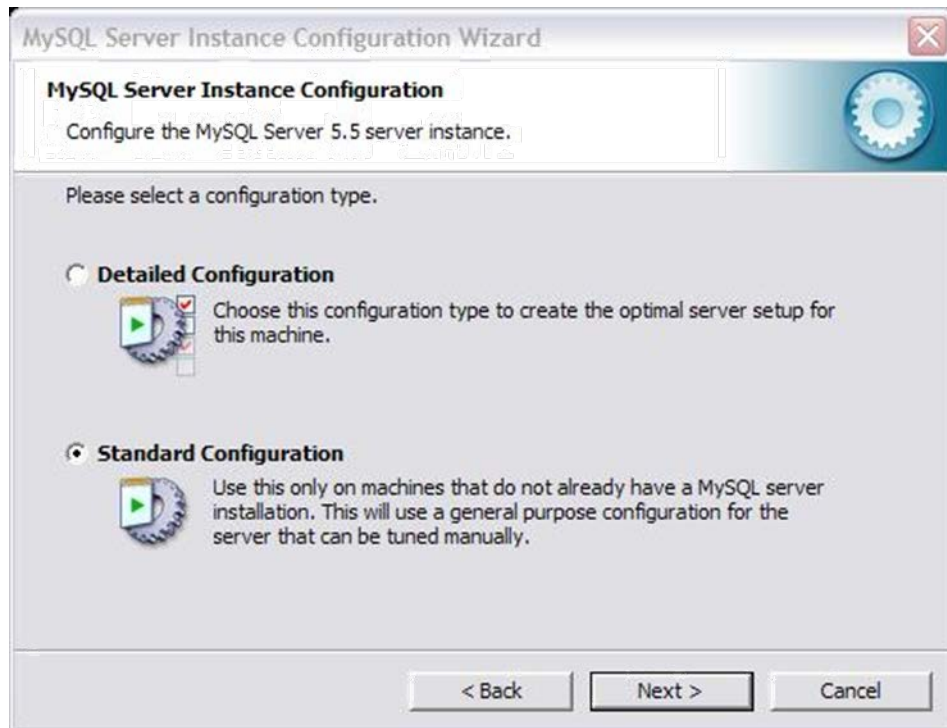 MySQL Server Instance Configuration Wizard
MySQL Server Instance Configuration
Configure the MySQL Server 5.5 server instance.
Please select a configuration type.
Detailed Configuration
Choose this configuration type to create the optimal server setup for
this machine.
Standard Configuration
Use this only on machines that do not already have a MySQL server
installation. This will use a general purpose configuration for the
server that can be tuned manually.
< Back
Next >
Cancel